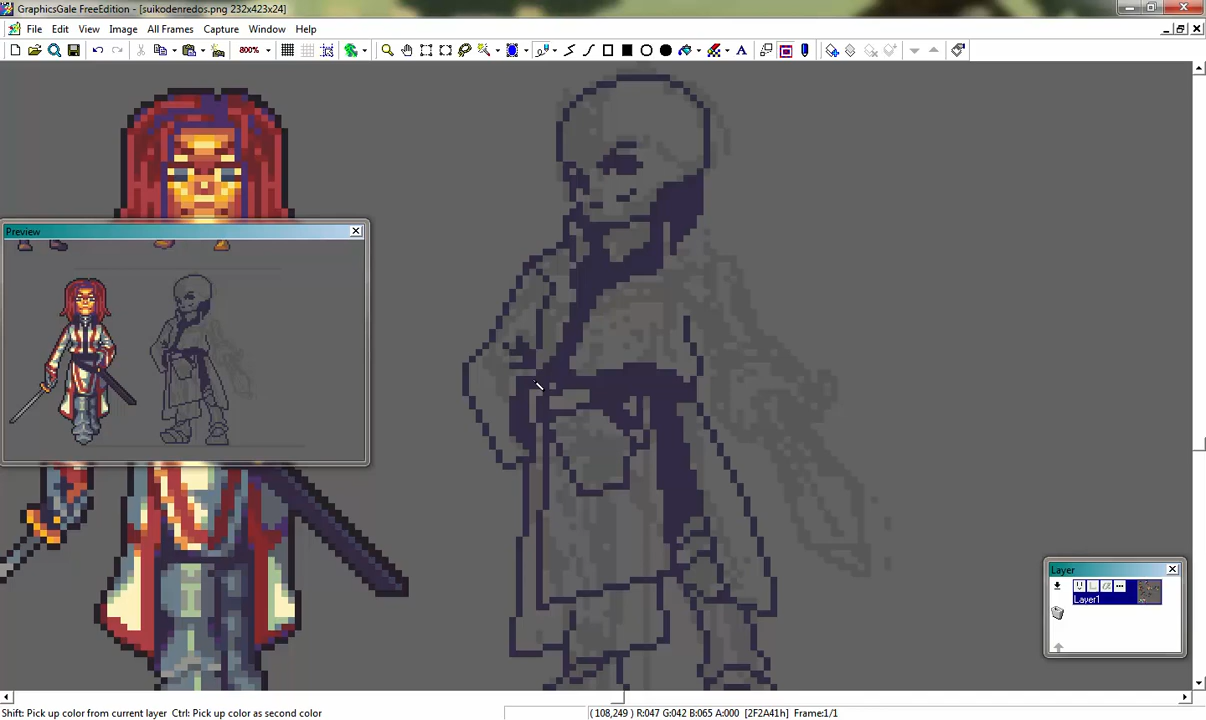 GraphicsGale FreeEdition - [suikodenredos.png 232x423x24]
File Edit View Image All Frames Capture Window Help
800%
A
Preview
Layer
Layer1
Shift: Pick up color from current layer Ctrl: Pick up color as second color
( 108,249 ) R:047 G:042 B:065 A:000 [2F2A41h] Frame:1/1